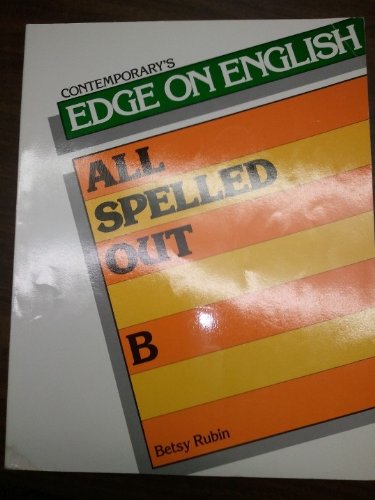 CONTEMPORARY'S
EDGE ON ENGLISH
ALL
SPELLED
OUT
B
Betsy Rubin